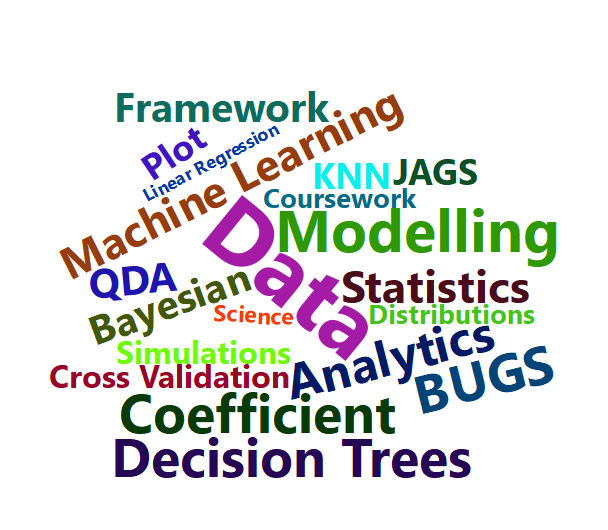 Framework
Plot
Linear Regression
Machine Learning
KNN
JAGS
Coursework
Data
Modelling
QDA
Bayesian
Statistics
Science
Distributions
Simulations
Analytics
Cross Validation
BUGS
Coefficient
Decision Trees